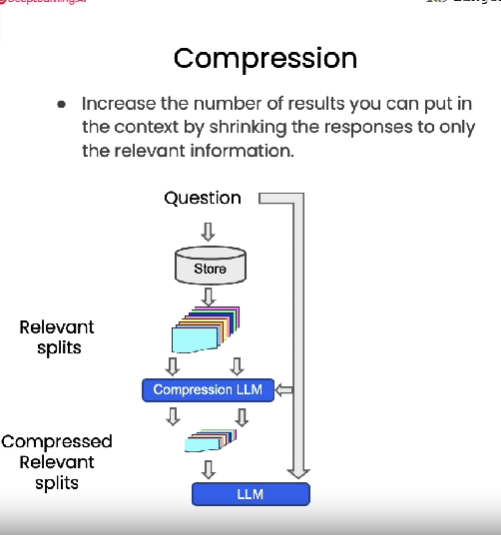 Compression
• Increase the number of results you can put in
the context by shrinking the responses to only
the relevant information.
Question
Store
Relevant
splits
Compression LLM
Compressed
Relevant
splits
LLM